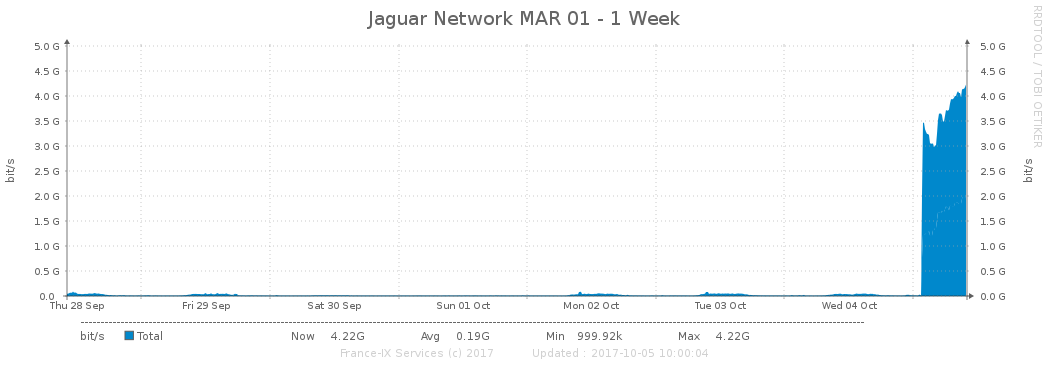 Jaguar Network MAR 01 - 1 Week
RRDTOOL / TOBI OETIKER
bit/s
5.0 G 5.0 G
4.5 G 4.5 G
4.0 G 4.0 G
3.5 G 3.5 G
3.0 G 3.0 G
2.5 G 2.5 G
2.0 G 2.0 G
1.5 G 1.5 G
1.0 G 1.0 G
0.5 G 0.5 G
0.0 0.0 G
bit/s
Thu 28 Sep Fri 29 Sep Sat 30 Sep Sun 01 Oct Mon 02 Oct Tue 03 Oct Wed 04 Oct
bit/s Total Now 4.22G Avg 0.19G Min 999.92k Max 4.22G
France-IX Services (c) 2017 Updated : 2017-10-05 10:00:04